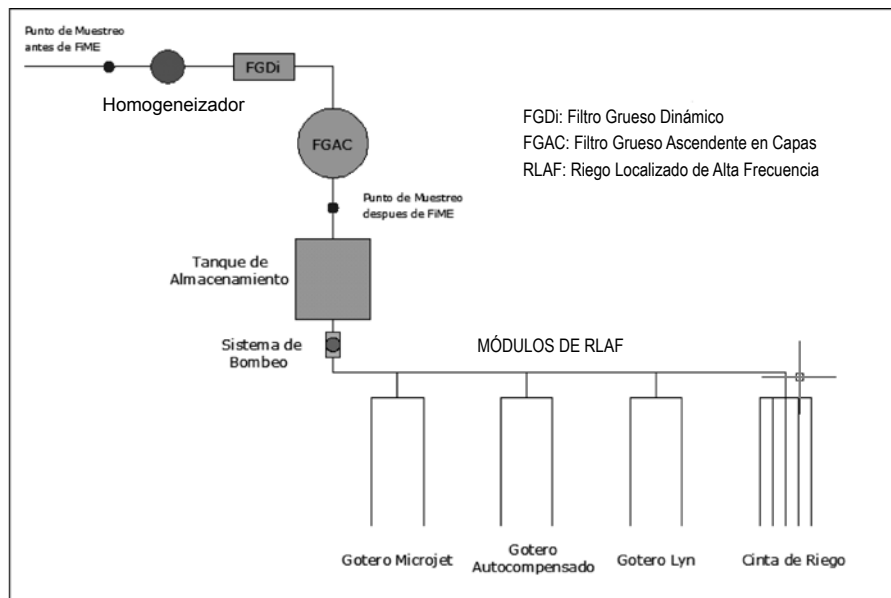 Punto de Muestreo
antes de FiME
FGDi
Homogeneizador
FGAC
FGDi: Filtro Grueso Dinámico
FGAC: Filtro Grueso Ascendente en Capas
RLAF: Riego Localizado de Alta Frecuencia
Punto de Muestreo
despues de FiME
Tanque de
Almacenamiento
Sistema de
Bombeo
MÓDULOS DE RLAF
Gotero Microjet
Gotero
Autocompensado
Gotero Lyn
Cinta de Riego